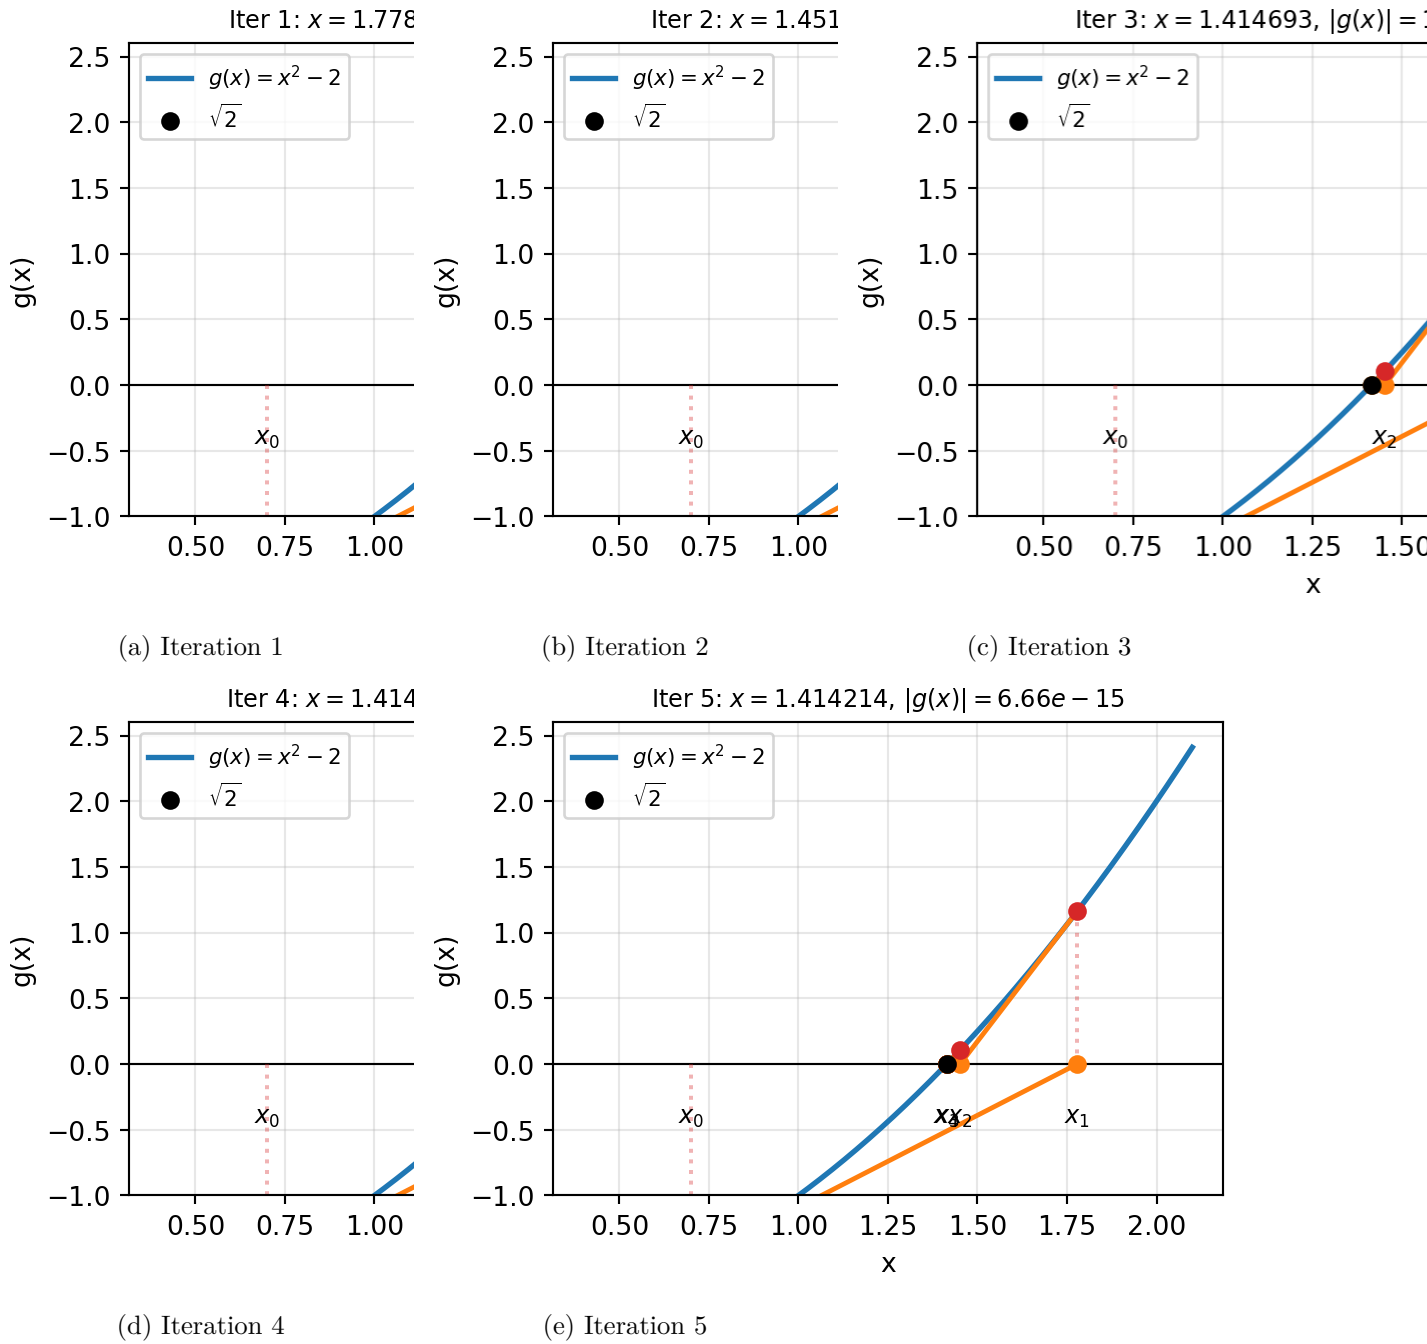 Iter 1: x = 1.778
g(x) = x² − 2
√2
2.5
2.0
1.5
1.0
0.5
0.0
−0.5
−1.0
g(x)
x₀
0.50 0.75 1.00
(a) Iteration 1
Iter 2: x = 1.451
g(x) = x² − 2
√2
2.5
2.0
1.5
1.0
0.5
0.0
−0.5
−1.0
g(x)
x₀
0.50 0.75 1.00
(b) Iteration 2
Iter 3: x = 1.414693, |g(x)| =
g(x) = x² − 2
√2
2.5
2.0
1.5
1.0
0.5
0.0
−0.5
−1.0
g(x)
x₀ x₂
0.50 0.75 1.00 1.25 1.50
x
(c) Iteration 3
Iter 4: x = 1.414
g(x) = x² − 2
√2
2.5
2.0
1.5
1.0
0.5
0.0
−0.5
−1.0
g(x)
x₀
0.50 0.75 1.00
(d) Iteration 4
Iter 5: x = 1.414214, |g(x)| = 6.66e − 15
g(x) = x² − 2
√2
2.5
2.0
1.5
1.0
0.5
0.0
−0.5
−1.0
g(x)
x₀ x₂ x₁
0.50 0.75 1.00 1.25 1.50 1.75 2.00
x
(e) Iteration 5